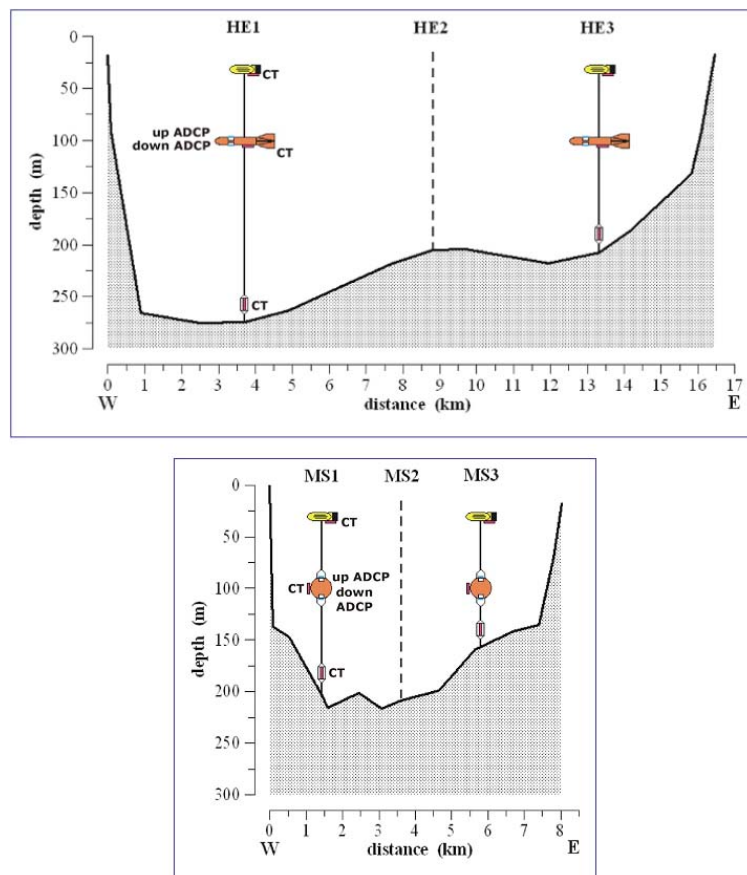 HE1 HE2 HE3
0
CT
50
up ADCP
100
down ADCP
CT
150
depth (m)
200
250
CT
300
0 1 2 3 4 5 6 7 8 9 10 11 12 13 14 15 16 17
W distance (km) E
MS1 MS2 MS3
0
CT
50
up ADCP
CT
100
down
ADCP
depth (m)
150
CT
200
250
300
0 1 2 3 4 5 6 7 8
W distance (km) E